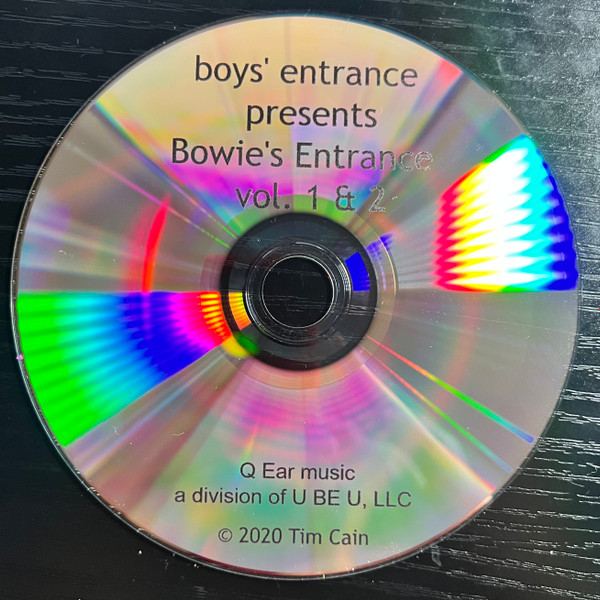 boys' entrance
presents
Bowie's Entrance
vol. 1 & 2
Q Ear music
a division of U BE U, LLC
© 2020 Tim Cain